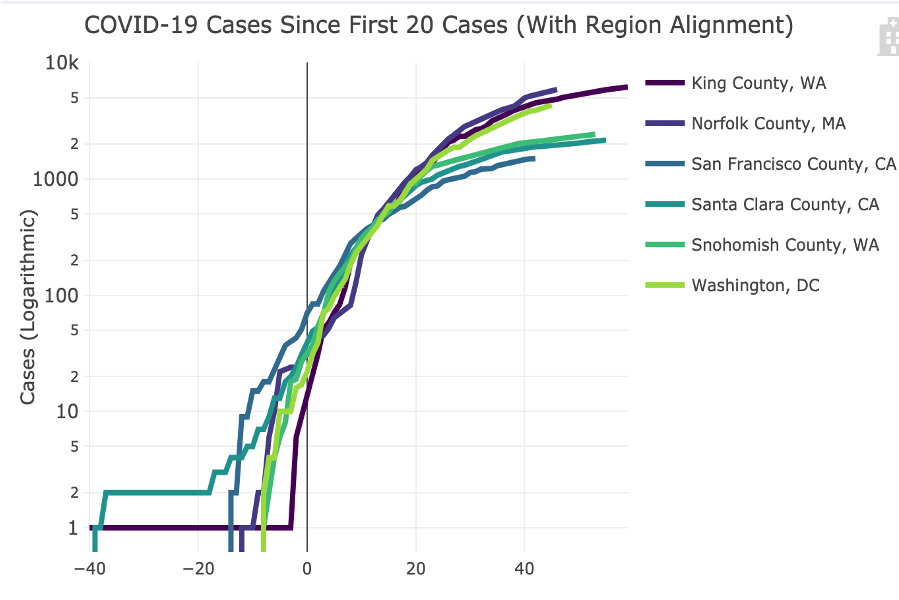 COVID-19 Cases Since First 20 Cases (With Region Alignment)
Cases (Logarithmic)
10k
5
2
1000
5
2
100
5
2
10
5
2
1
−40
−20
0
20
40
King County, WA
Norfolk County, MA
San Francisco County, CA
Santa Clara County, CA
Snohomish County, WA
Washington, DC